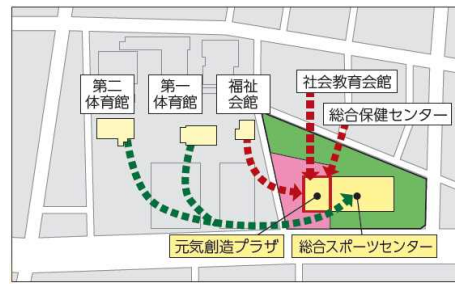 第二
体育館
第一
体育館
福祉
会館
社会教育会館
総合保健センター
元気創造プラザ
総合スポーツセンター